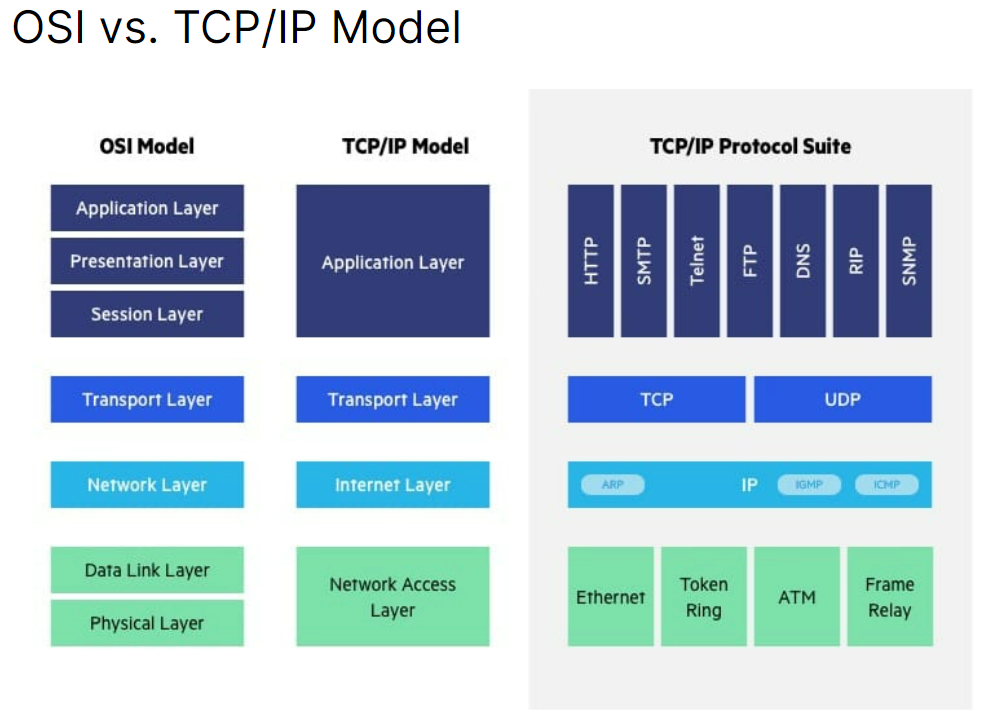 OSI vs. TCP/IP Model
OSI Model
Application Layer
Presentation Layer
Session Layer
Transport Layer
Network Layer
Data Link Layer
Physical Layer
TCP/IP Model
Application Layer
Transport Layer
Internet Layer
Network Access
Layer
TCP/IP Protocol Suite
HTTP
SMTP
Telnet
FTP
DNS
RIP
SNMP
TCP
UDP
ARP
IP
IGMP
ICMP
Ethernet
Token
Ring
ATM
Frame
Relay